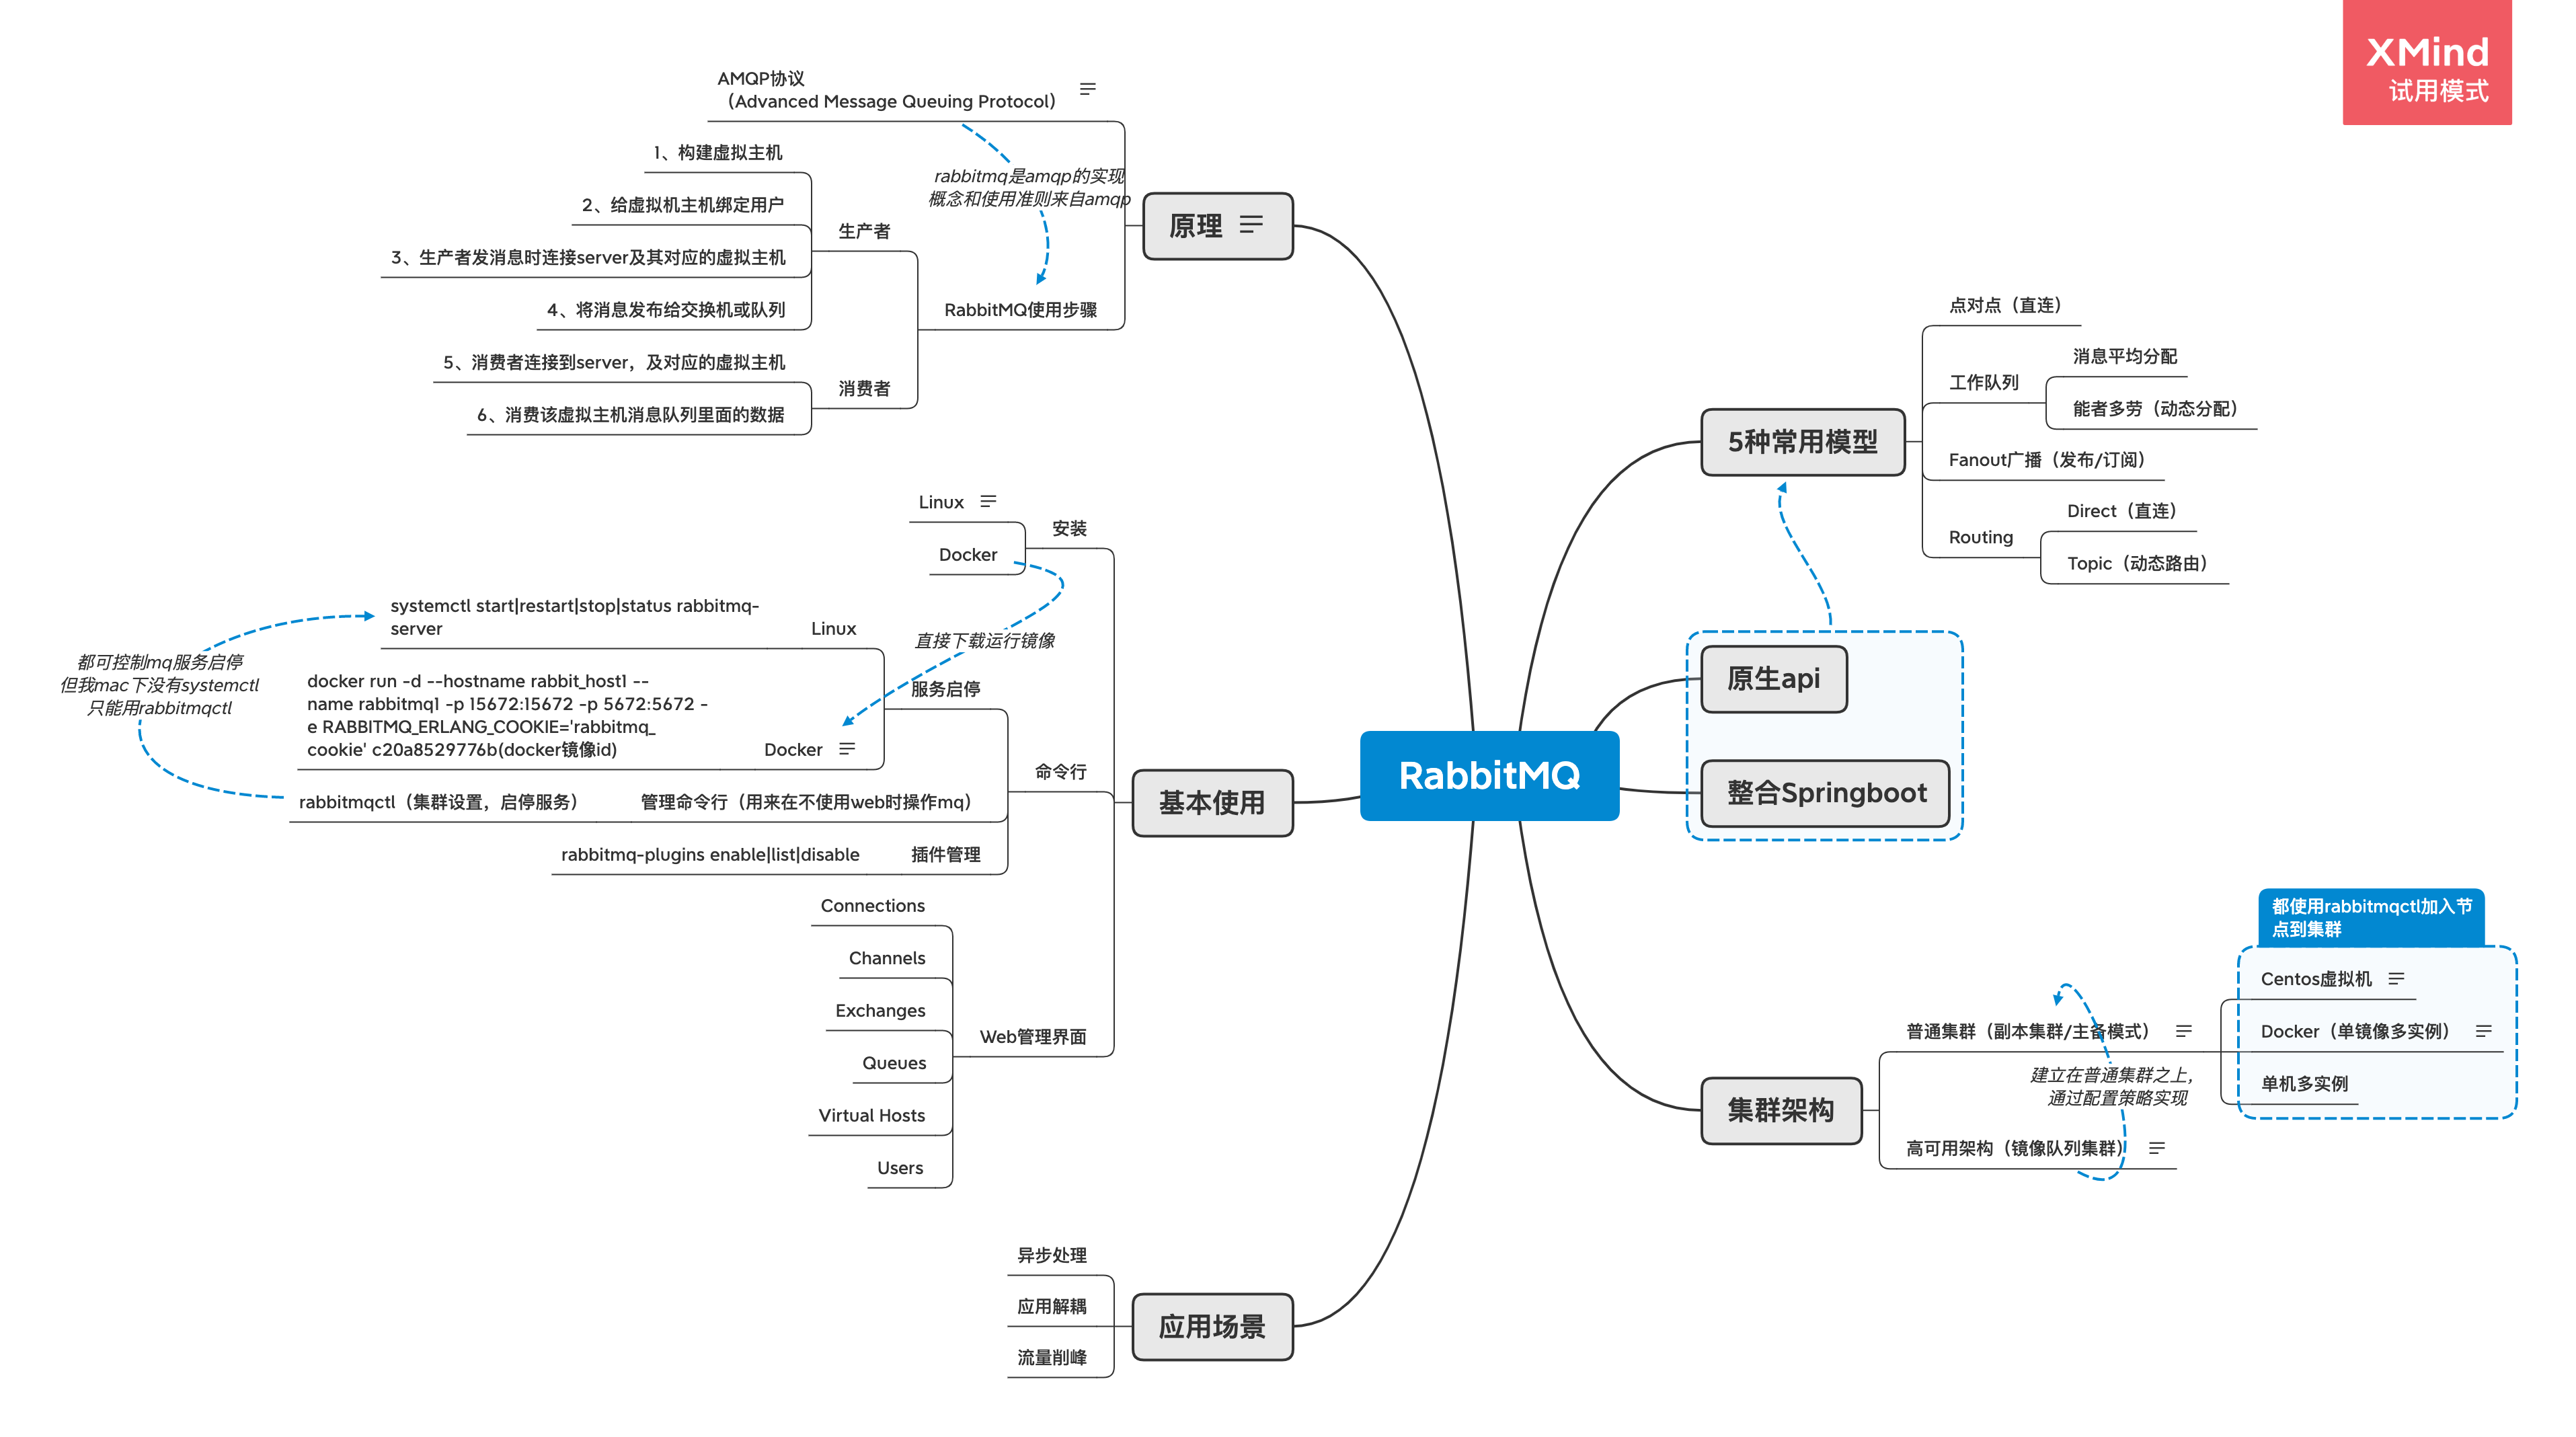 XMind
试用模式
AMQP协议
（Advanced Message Queuing Protocol）
1、构建虚拟主机
rabbitmq是amqp的实现
概念和使用准则来自amqp
2、给虚拟机主机绑定用户
生产者
原理
3、生产者发消息时连接server及其对应的虚拟主机
4、将消息发布给交换机或队列
RabbitMQ使用步骤
5、消费者连接到server，及对应的虚拟主机
消费者
6、消费该虚拟主机消息队列里面的数据
Linux
安装
Docker
systemctl start|restart|stop|status rabbitmq-
server
Linux
直接下载运行镜像
都可控制mq服务启停
但我mac下没有systemctl
只能用rabbitmqctl
docker run -d --hostname rabbit_host1 --
name rabbitmq1 -p 15672:15672 -p 5672:5672 -
e RABBITMQ_ERLANG_COOKIE='rabbitmq_
cookie' c20a8529776b(docker镜像id)
Docker
服务启停
命令行
rabbitmqctl（集群设置，启停服务）
管理命令行（用来在不使用web时操作mq）
基本使用
rabbitmq-plugins enable|list|disable
插件管理
Connections
Channels
Exchanges
Web管理界面
Queues
Virtual Hosts
Users
异步处理
应用解耦
应用场景
流量削峰
RabbitMQ
5种常用模型
点对点（直连）
工作队列
消息平均分配
能者多劳（动态分配）
Fanout广播（发布/订阅）
Routing
Direct（直连）
Topic（动态路由）
原生api
整合Springboot
集群架构
普通集群（副本集群/主备模式）
都使用rabbitmqctl加入节
点到集群
Centos虚拟机
Docker（单镜像多实例）
单机多实例
建立在普通集群之上，
通过配置策略实现
高可用架构（镜像队列集群）